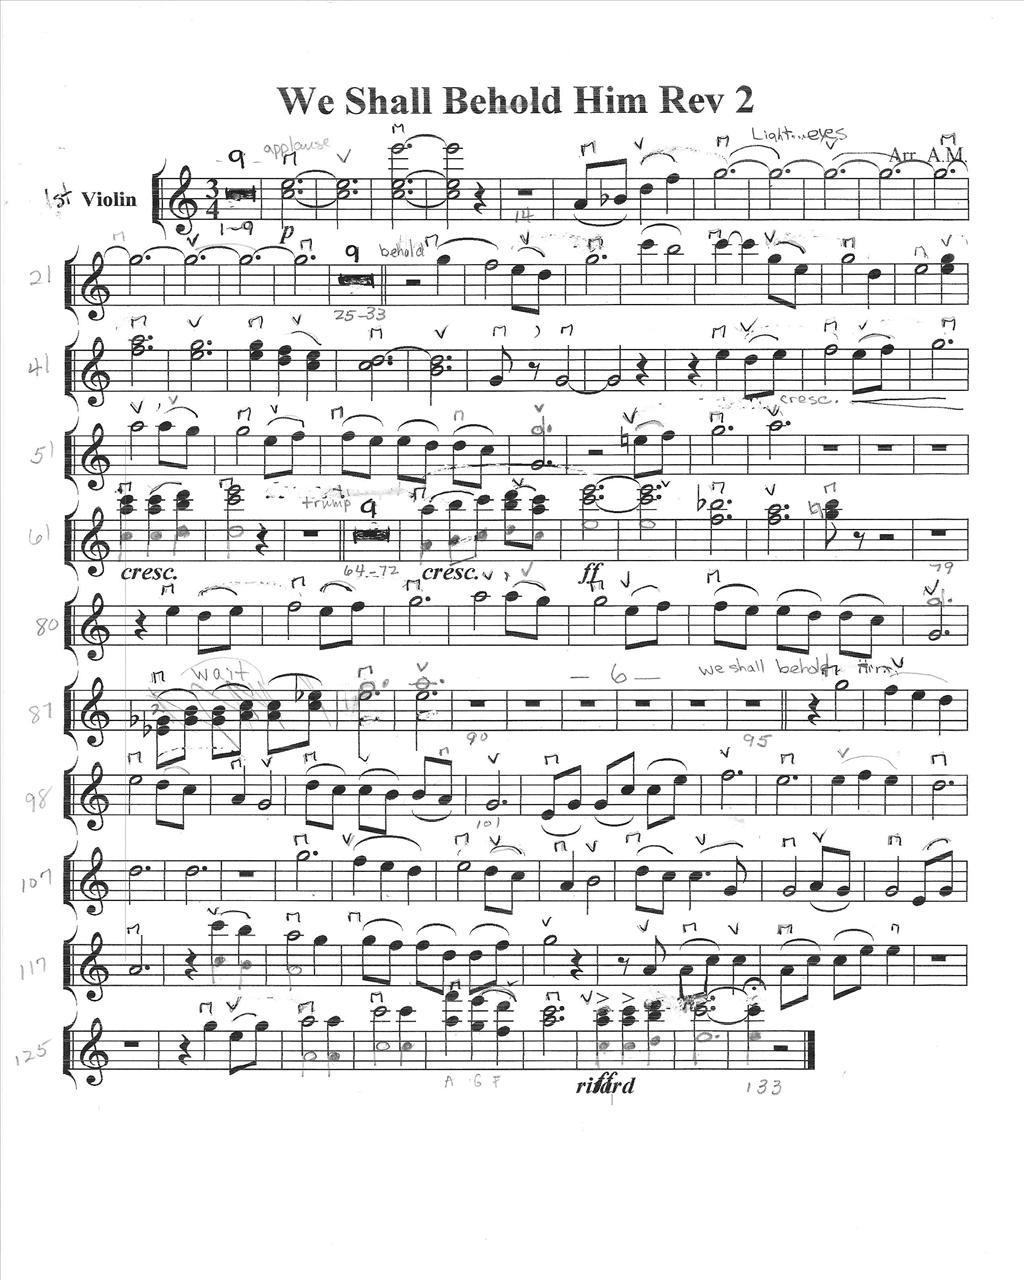 We Shall Behold Him Rev 2
Light...eyes
Arr. A.M.
9 applause
1st Violin
3
4
1-9
p
14
21
9
behold
25-33
41
cresc.
51
61
trump
9
cresc.
64-72
cresc.
ff
79
80
87
wait
- 6 -
we shall behold Him
90
95
98
101
107
117
125
A G F
ritard
ff
133